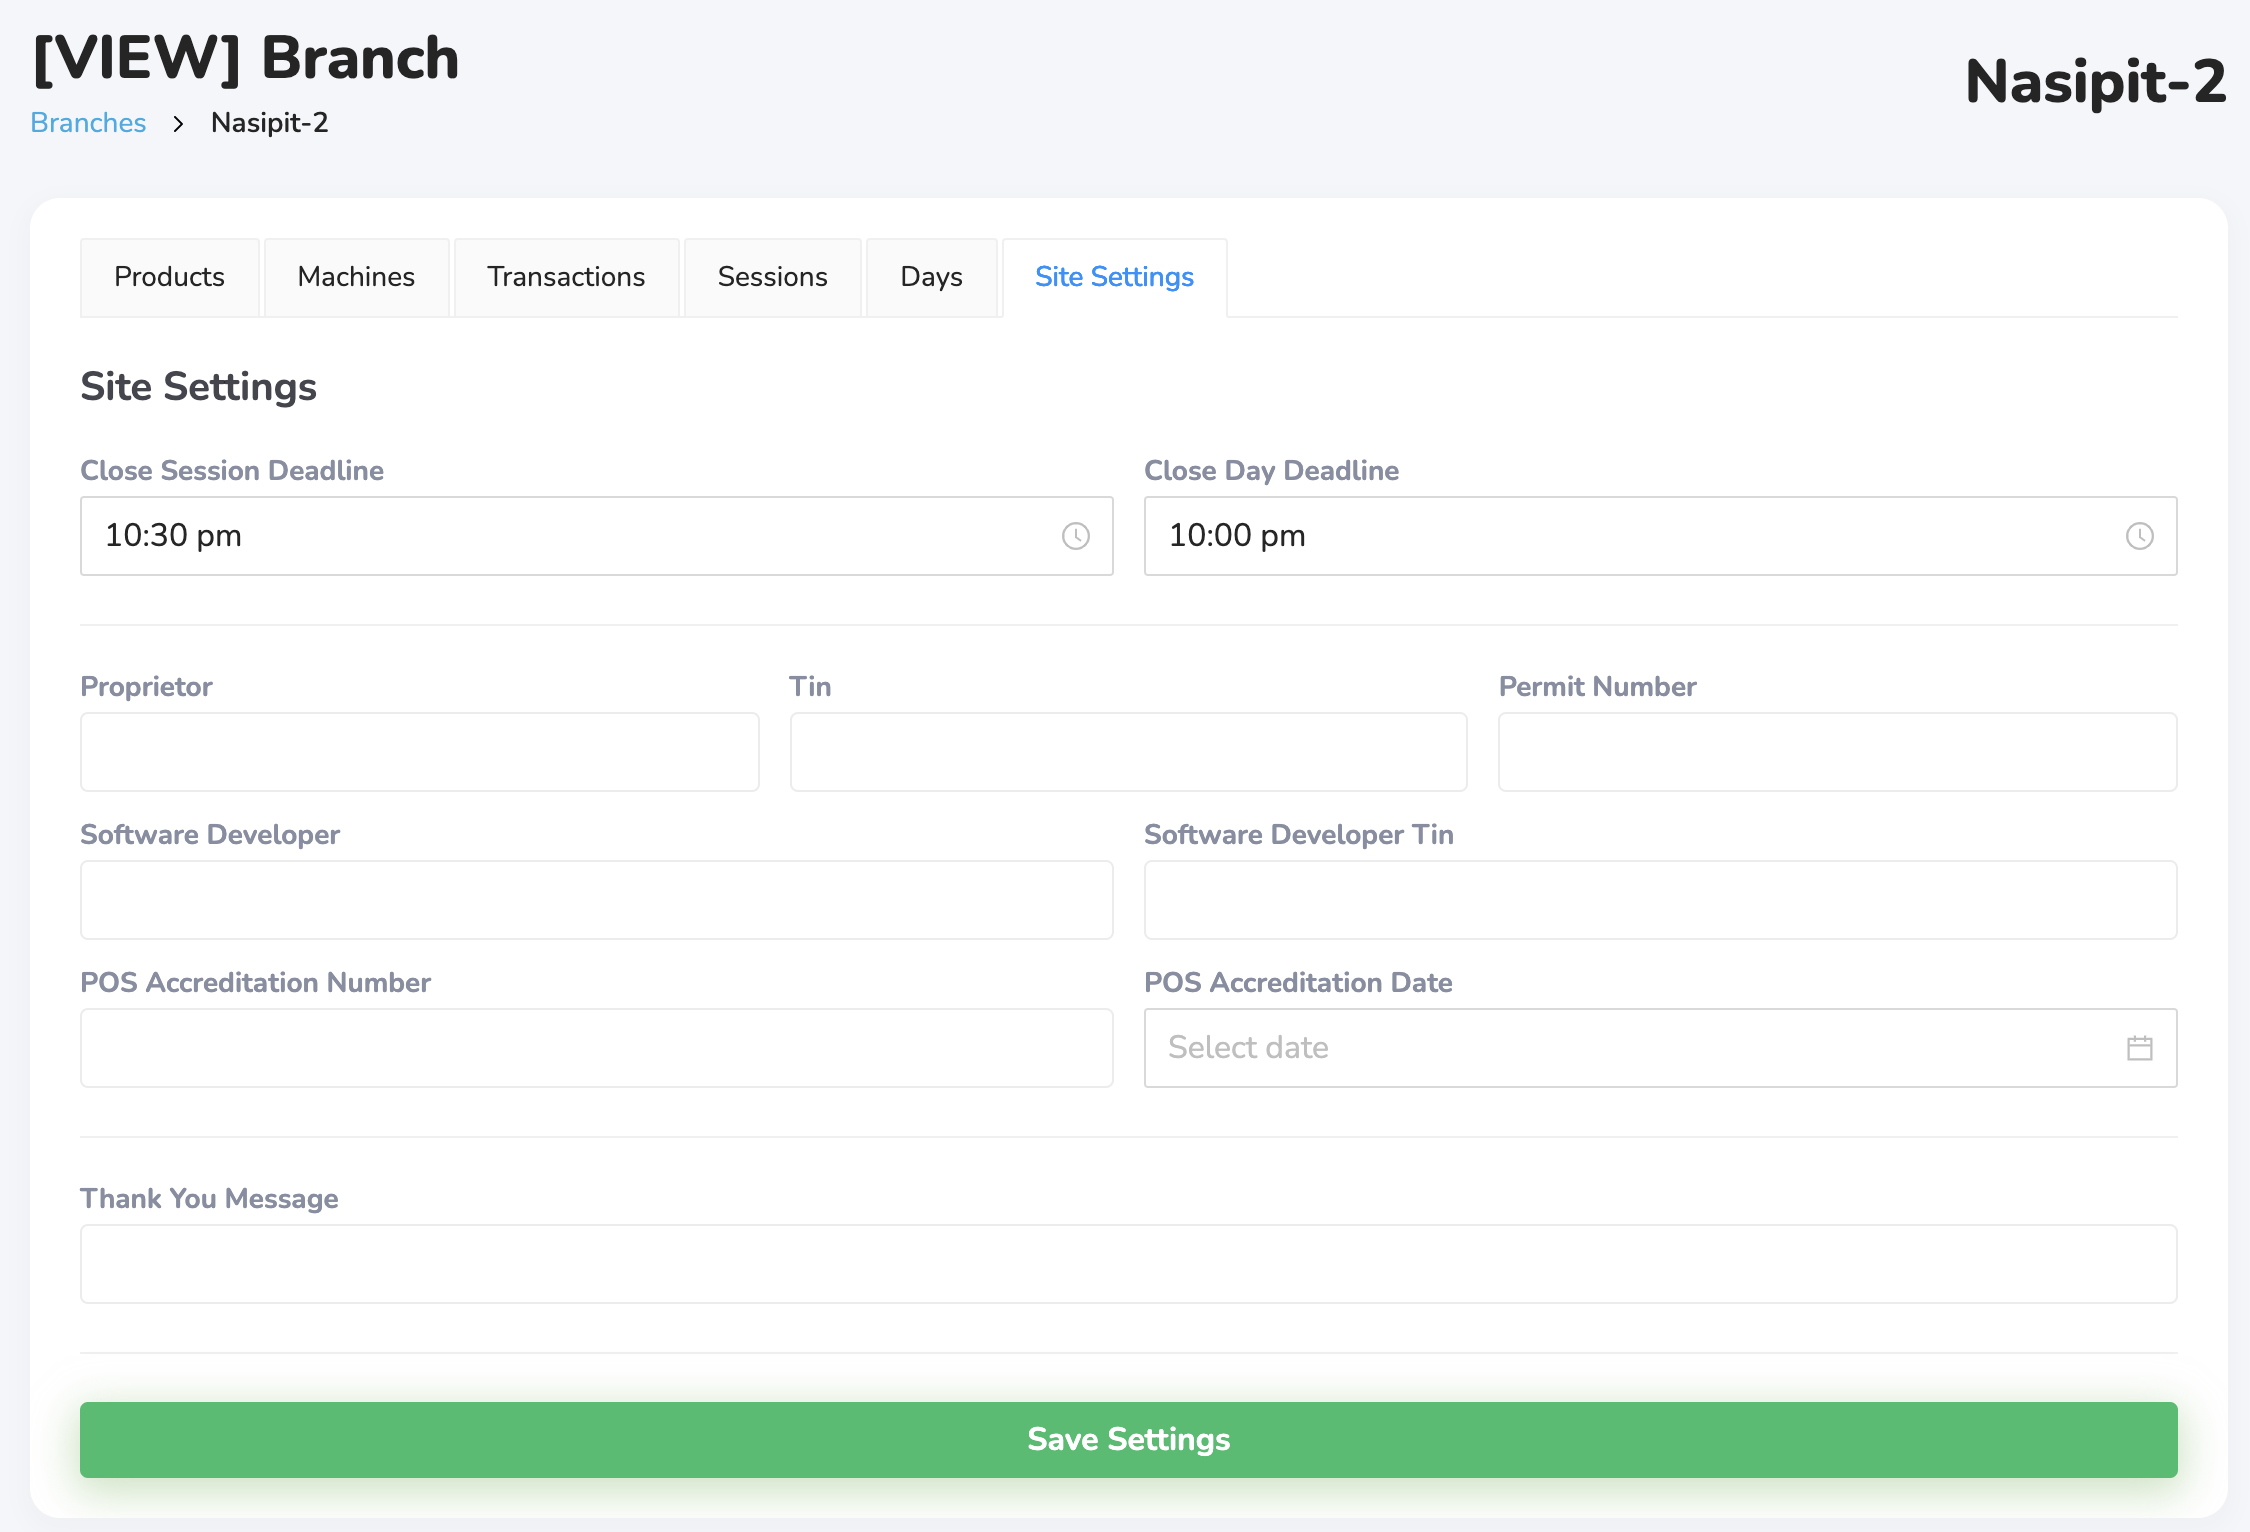 [VIEW] Branch
Nasipit-2
Branches > Nasipit-2
Products Machines Transactions Sessions Days Site Settings
Site Settings
Close Session Deadline Close Day Deadline
10:30 pm 10:00 pm
Proprietor Tin Permit Number
Software Developer Software Developer Tin
POS Accreditation Number POS Accreditation Date
Select date
Thank You Message
Save Settings